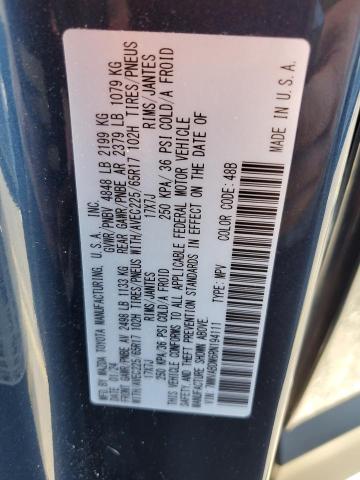 MFD. BY MAZDA TOYOTA MANUFACTURING, U.S.A., INC.
01/24 GVWR/PNBV 4848 LB 2199 KG
FRONT GAWR/PNBE AV 2498 LB 1133 KG REAR GAWR/PNBE AR 2379 LB 1079 KG
WITH/AVEC225/65R17 102H TIRES/PNEUS WITH/AVEC225/65R17 102H TIRES/PNEUS
17X7J RIMS/JANTES 17X7J RIMS/JANTES
250 KPA/36 PSI COLD/A FROID 250 KPA/36 PSI COLD/A FROID
THIS VEHICLE CONFORMS TO ALL APPLICABLE FEDERAL MOTOR VEHICLE
SAFETY AND THEFT PREVENTION STANDARDS IN EFFECT ON THE DATE OF
MANUFACTURE SHOWN ABOVE.
VIN: 7MMVABDM6RN194111 TYPE: MPV COLOR CODE: 48B
MADE IN U.S.A.